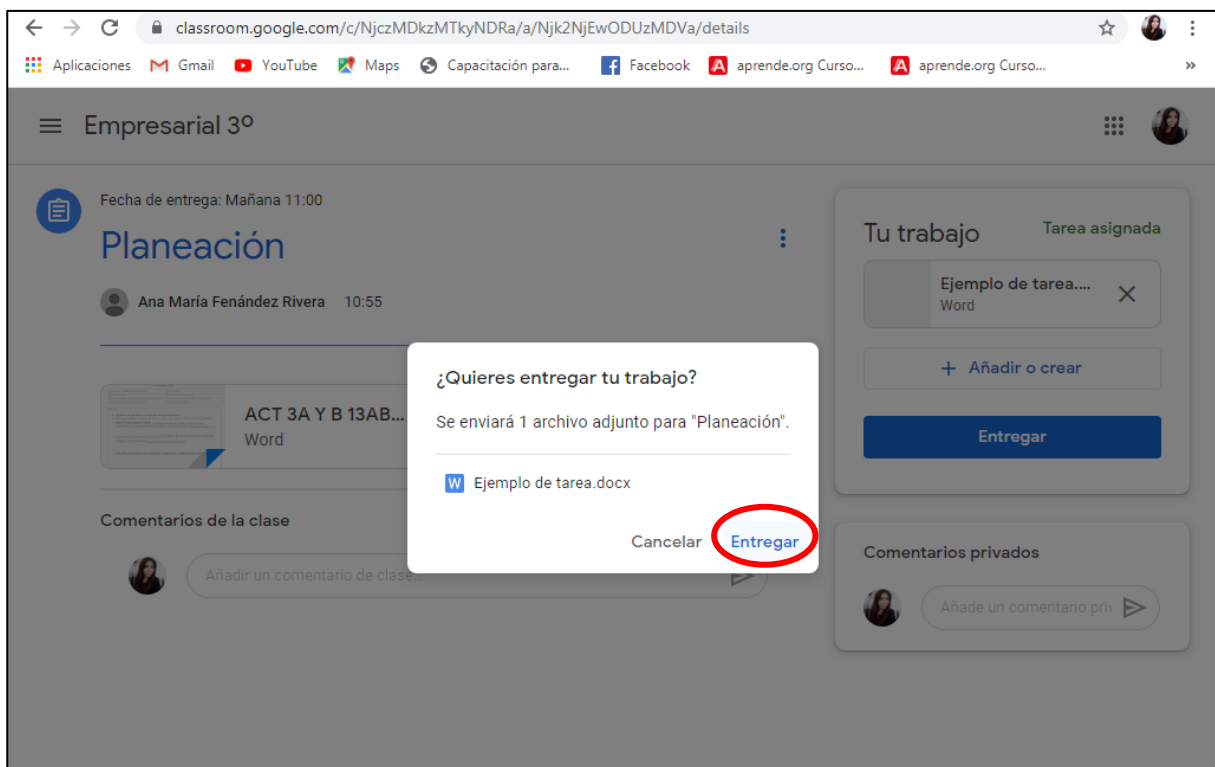 classroom.google.com/c/NjczMDkzMTkyNDRa/a/Njk2NjEwODUzMDVa/details
Aplicaciones Gmail YouTube Maps Capacitación para... Facebook aprende.org Curso... aprende.org Curso... »
Empresarial 3º
Fecha de entrega: Mañana 11:00
Planeación
Ana María Fenández Rivera 10:55
ACT 3A Y B 13AB...
Word
Comentarios de la clase
Añadir un comentario de clase...
¿Quieres entregar tu trabajo?
Se enviará 1 archivo adjunto para "Planeación".
W Ejemplo de tarea.docx
Cancelar Entregar
Tu trabajo Tarea asignada
Ejemplo de tarea....
Word
+ Añadir o crear
Entregar
Comentarios privados
Añade un comentario priv